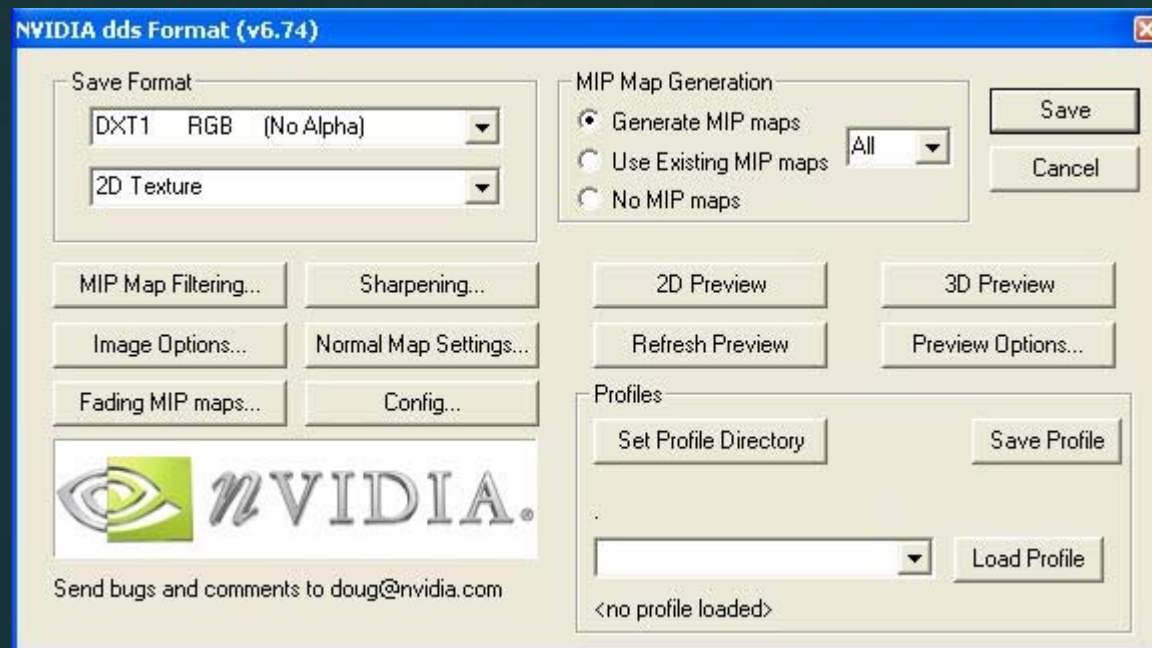 NVIDIA dds Format (v6.74)
Save Format
DXT1 RGB (No Alpha)
2D Texture
MIP Map Generation
Generate MIP maps
Use Existing MIP maps
No MIP maps
All
Save
Cancel
MIP Map Filtering...
Sharpening...
2D Preview
3D Preview
Image Options...
Normal Map Settings...
Refresh Preview
Preview Options...
Fading MIP maps...
Config...
Profiles
Set Profile Directory
Save Profile
nVIDIA®
.
Load Profile
Send bugs and comments to doug@nvidia.com
<no profile loaded>